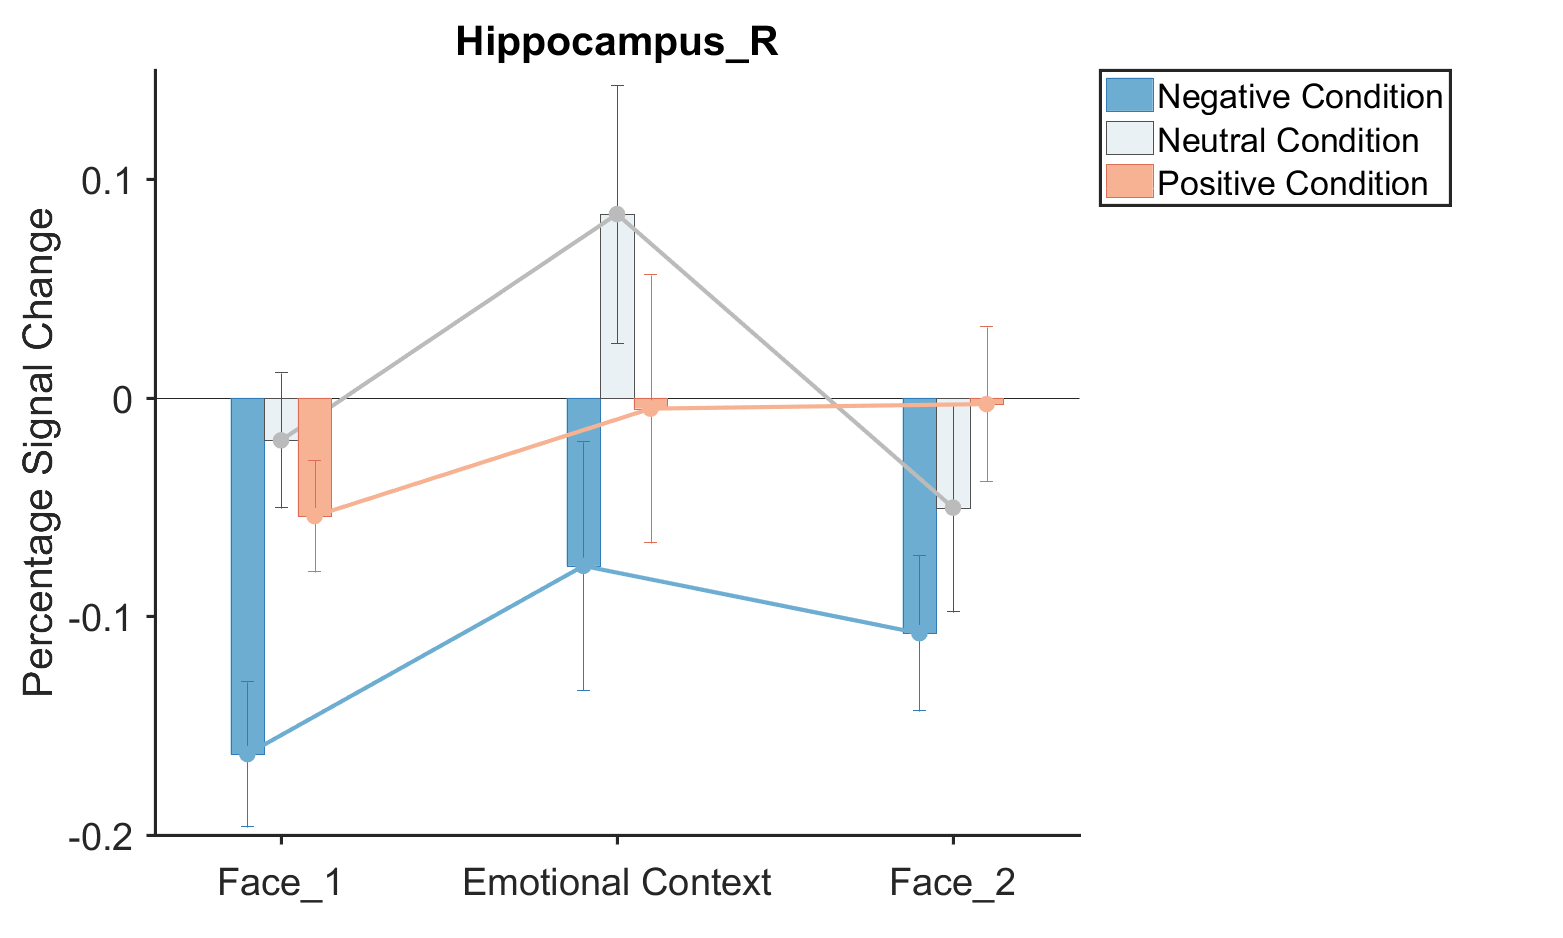 Hippocampus_R
Negative Condition
Neutral Condition
Positive Condition
Percentage Signal Change
0.1
0
-0.1
-0.2
Face_1
Emotional Context
Face_2